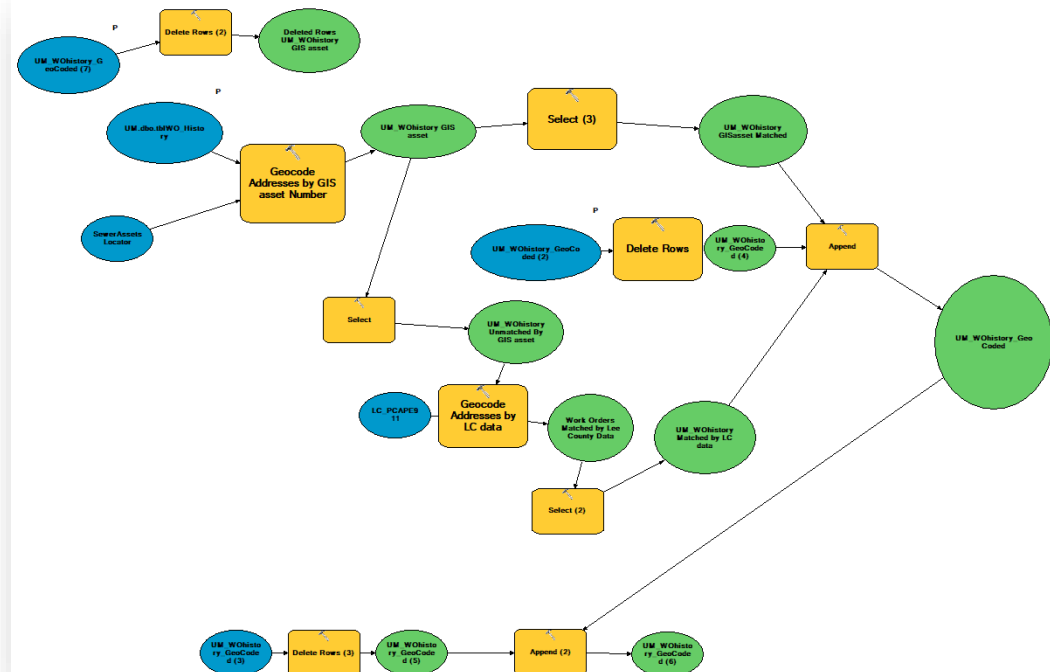 P
UM_WOhistory_G
eoCoded (7)
Delete Rows (2)
Deleted Rows
UM_WOhistory
GIS asset
P
UM.dbo.tblWO_Histo
ry
SewerAssets
Locator
Geocode
Addresses by GIS
asset Number
UM_WOhistory GIS
asset
Select (3)
UM_WOhistory
GISasset Matched
P
UM_WOhistory_GeoCo
ded (2)
Delete Rows
UM_WOhisto
ry_GeoCode
d (4)
Append
UM_WOhistory_Geo
Coded
Select
UM_WOhistory
Unmatched By
GIS asset
LC_PCAPE9
11
Geocode
Addresses by
LC data
Work Orders
Matched by Lee
County Data
UM_WOhistory
Matched by LC
data
Select (2)
UM_WOhisto
ry_GeoCode
d (3)
Delete Rows (3)
UM_WOhisto
ry_GeoCode
d (5)
Append (2)
UM_WOhisto
ry_GeoCode
d (6)